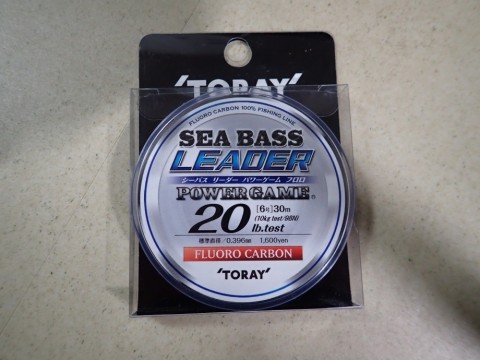 'TORAY'
FLUORO CARBON 100% FISHING LINE
SEA BASS
LEADER
シーバス リーダー パワーゲーム フロロ
POWERGAME®
20 lb.test
[6号]30m
(10kg test/98N)
標準直径/0.396mm 1,600yen
FLUORO CARBON
'TORAY'